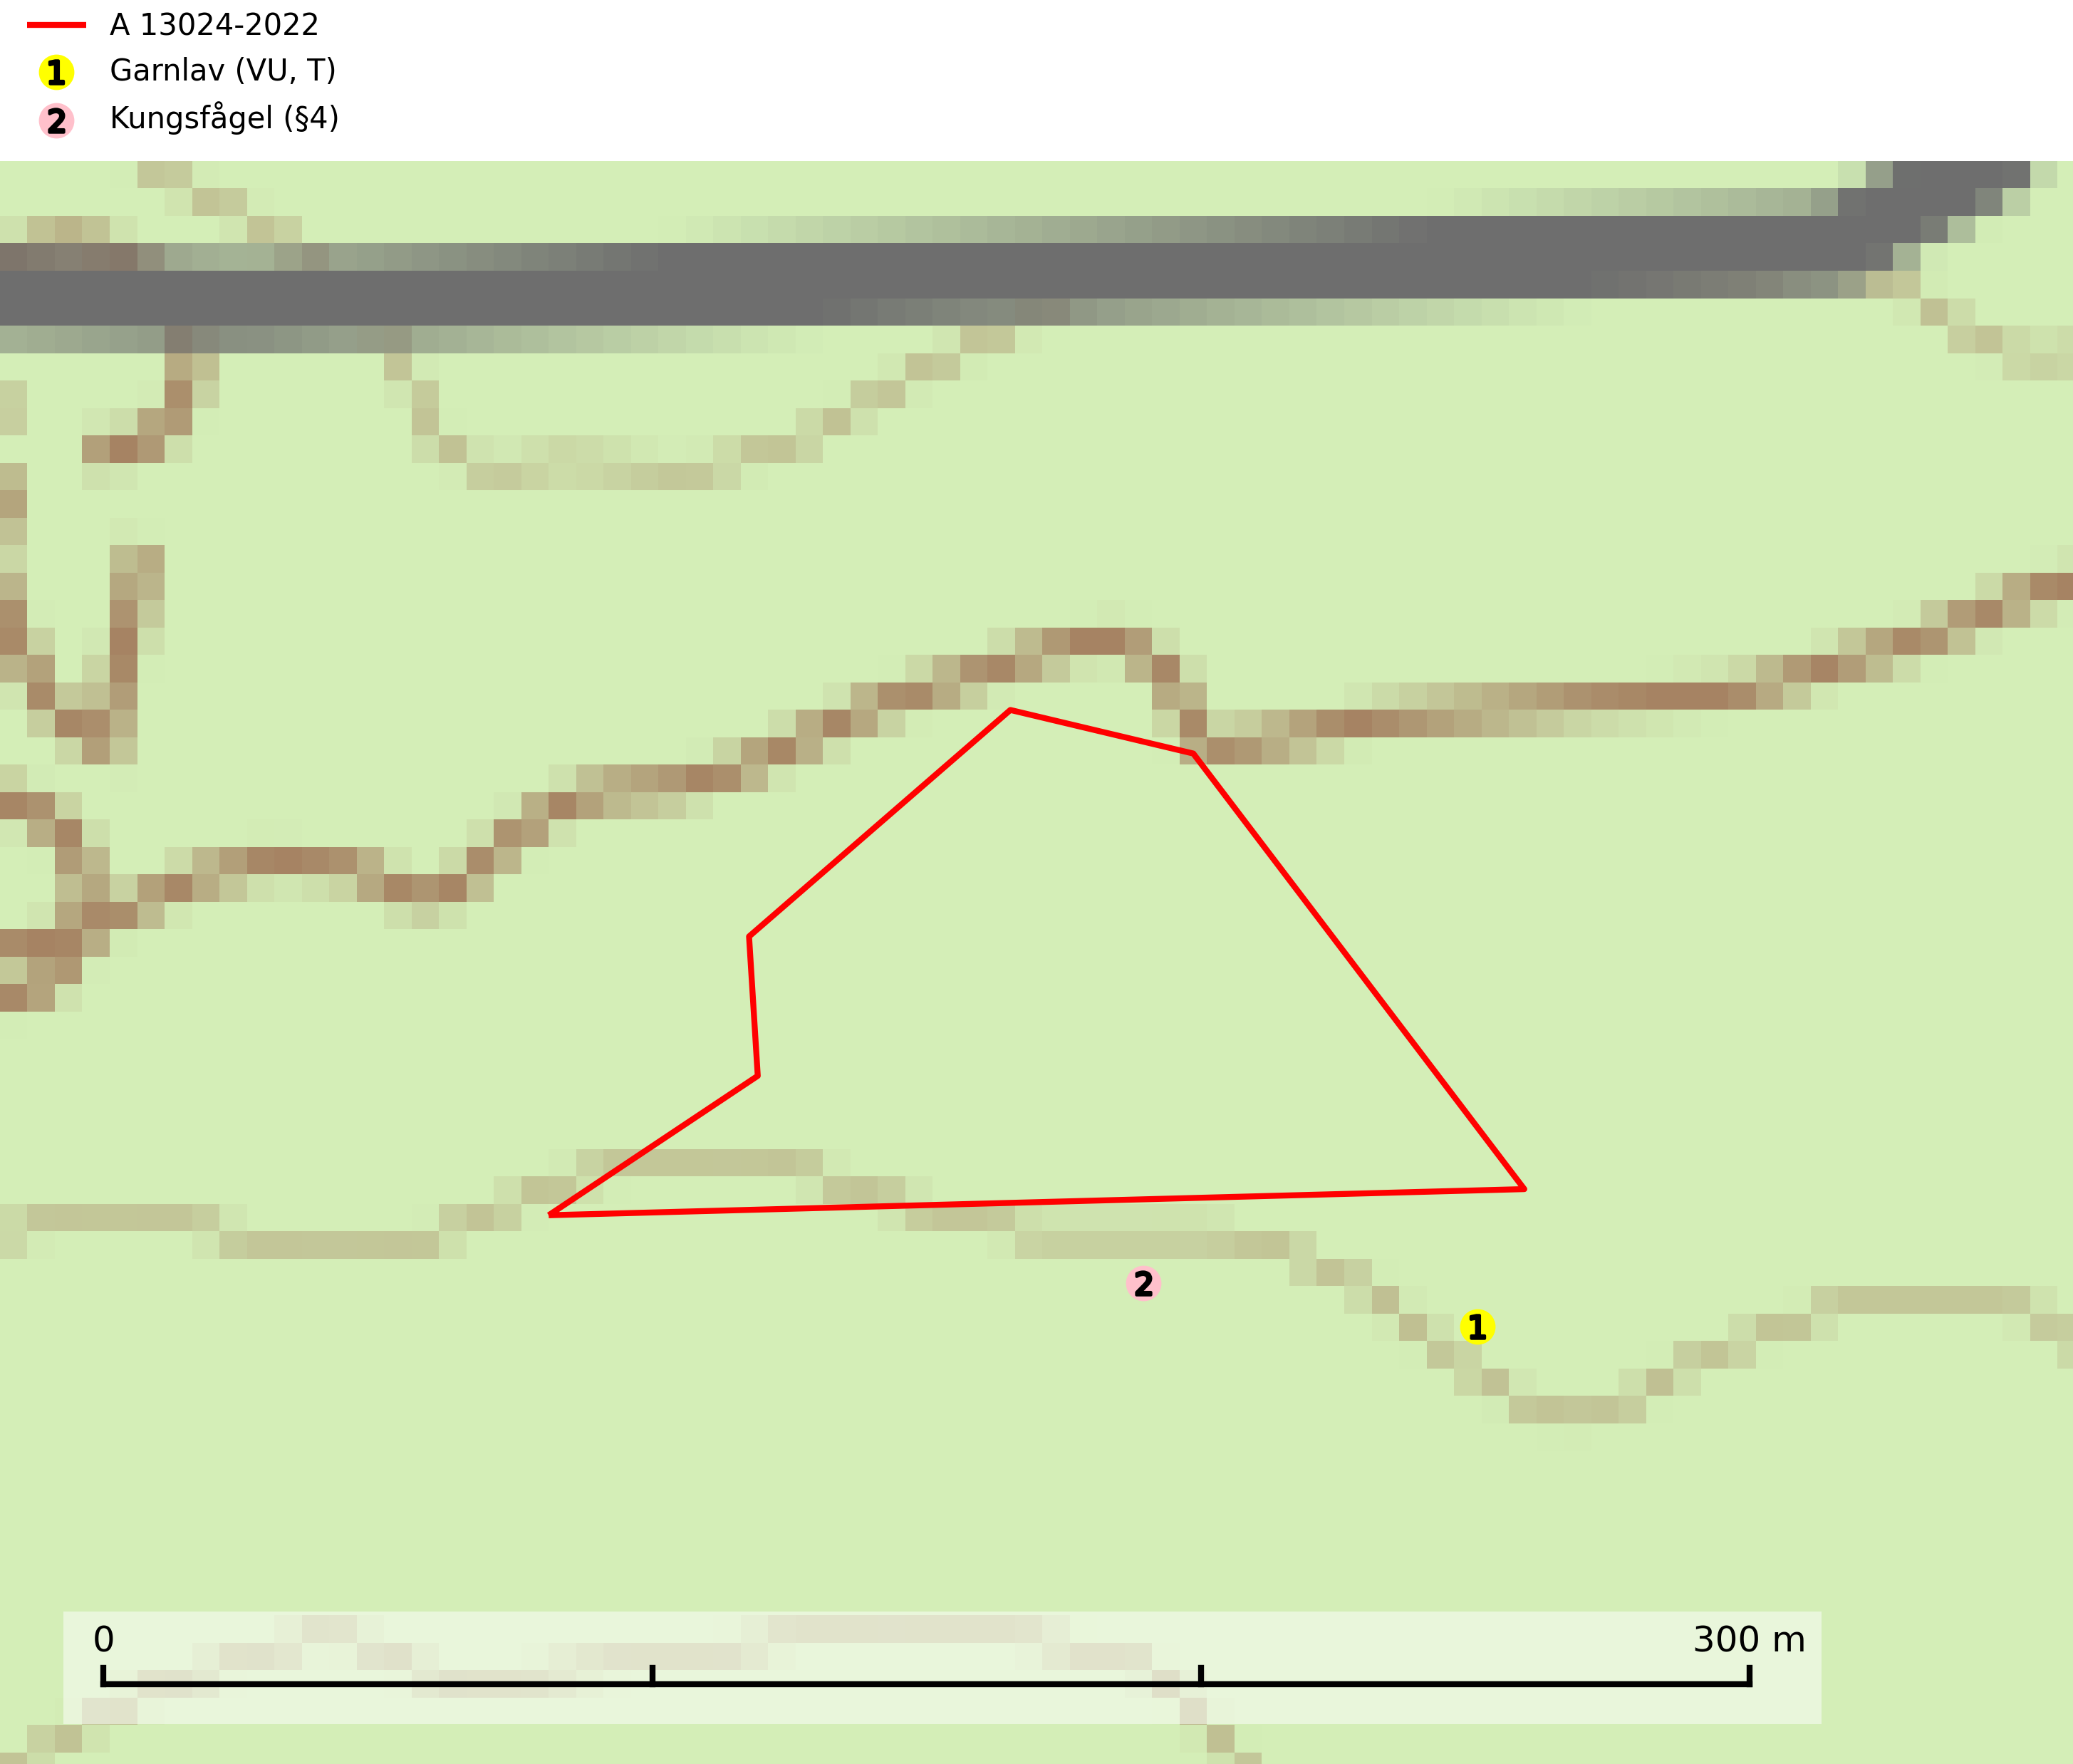 A 13024-2022
1 Garnlav (VU, T)
2 Kungsfågel (§4)
2
1
0 300 m